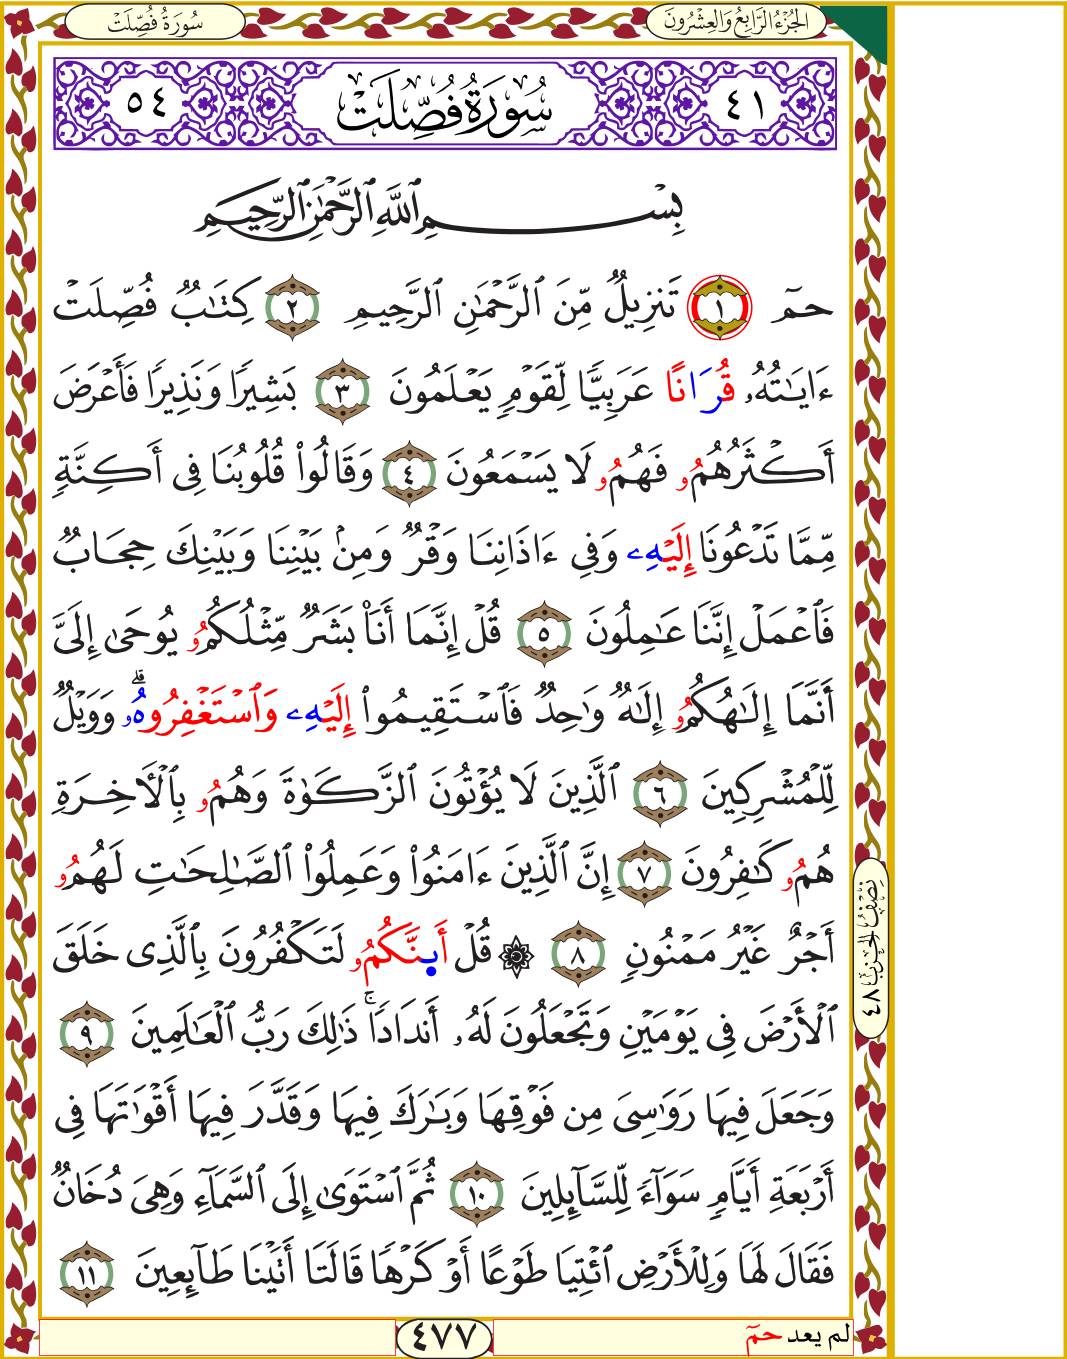 الجُزْءُ الرَّابِعُ وَالعِشْرُونَ
سُورَةُ فُصِّلَتْ
٤١ سُورَةُ فُصِّلَتْ ٥٤
بِسْمِ ٱللَّهِ ٱلرَّحْمَٰنِ ٱلرَّحِيمِ
حمٓ ١ تَنزِيلٌ مِّنَ ٱلرَّحْمَٰنِ ٱلرَّحِيمِ ٢ كِتَٰبٌ فُصِّلَتْ
ءَايَٰتُهُۥ قُرَانًا عَرَبِيًّا لِّقَوْمٍ يَعْلَمُونَ ٣ بَشِيرًا وَنَذِيرًا فَأَعْرَضَ
أَكْثَرُهُمُۥ فَهُمُۥ لَا يَسْمَعُونَ ٤ وَقَالُوا۟ قُلُوبُنَا فِى أَكِنَّةٍ
مِّمَّا تَدْعُونَا إِلَيْهِۦ وَفِى ءَاذَانِنَا وَقْرٌ وَمِنۢ بَيْنِنَا وَبَيْنِكَ حِجَابٌ
فَٱعْمَلْ إِنَّنَا عَٰمِلُونَ ٥ قُلْ إِنَّمَا أَنَا۠ بَشَرٌ مِّثْلُكُمُۥ يُوحَىٰ إِلَىَّ
أَنَّمَا إِلَٰهُكُمُۥ إِلَٰهٌ وَٰحِدٌ فَٱسْتَقِيمُوا۟ إِلَيْهِۦ وَٱسْتَغْفِرُوهُۥۗ وَوَيْلٌ
لِّلْمُشْرِكِينَ ٦ ٱلَّذِينَ لَا يُؤْتُونَ ٱلزَّكَوٰةَ وَهُمُۥ بِٱلْأَخِرَةِ
هُمُۥ كَٰفِرُونَ ٧ إِنَّ ٱلَّذِينَ ءَامَنُوا۟ وَعَمِلُوا۟ ٱلصَّٰلِحَٰتِ لَهُمُۥ
أَجْرٌ غَيْرُ مَمْنُونٍ ٨ ۞ قُلْ أَىِنَّكُمُۥ لَتَكْفُرُونَ بِٱلَّذِى خَلَقَ
ٱلْأَرْضَ فِى يَوْمَيْنِ وَتَجْعَلُونَ لَهُۥ أَندَادًاۚ ذَٰلِكَ رَبُّ ٱلْعَٰلَمِينَ ٩
وَجَعَلَ فِيهَا رَوَٰسِىَ مِن فَوْقِهَا وَبَٰرَكَ فِيهَا وَقَدَّرَ فِيهَا أَقْوَٰتَهَا فِى
أَرْبَعَةِ أَيَّامٍ سَوَآءً لِّلسَّآئِلِينَ ١٠ ثُمَّ ٱسْتَوَىٰ إِلَى ٱلسَّمَآءِ وَهِىَ دُخَانٌ
فَقَالَ لَهَا وَلِلْأَرْضِ ٱئْتِيَا طَوْعًا أَوْ كَرْهًا قَالَتَا أَتَيْنَا طَآئِعِينَ ١١
نِصْفُ الحِزْبِ ٤٨
لم يعد حمٓ
٤٧٧